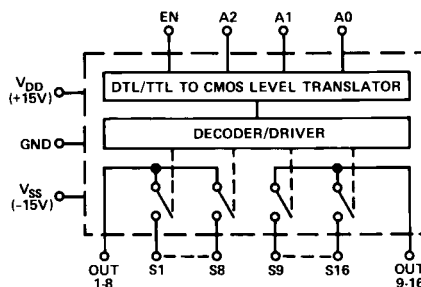 EN A2 A1 A0
VDD
(+15V)
DTL/TTL TO CMOS LEVEL TRANSLATOR
GND
DECODER/DRIVER
VSS
(-15V)
OUT
1-8
S1
S8
S9
S16
OUT
9-16